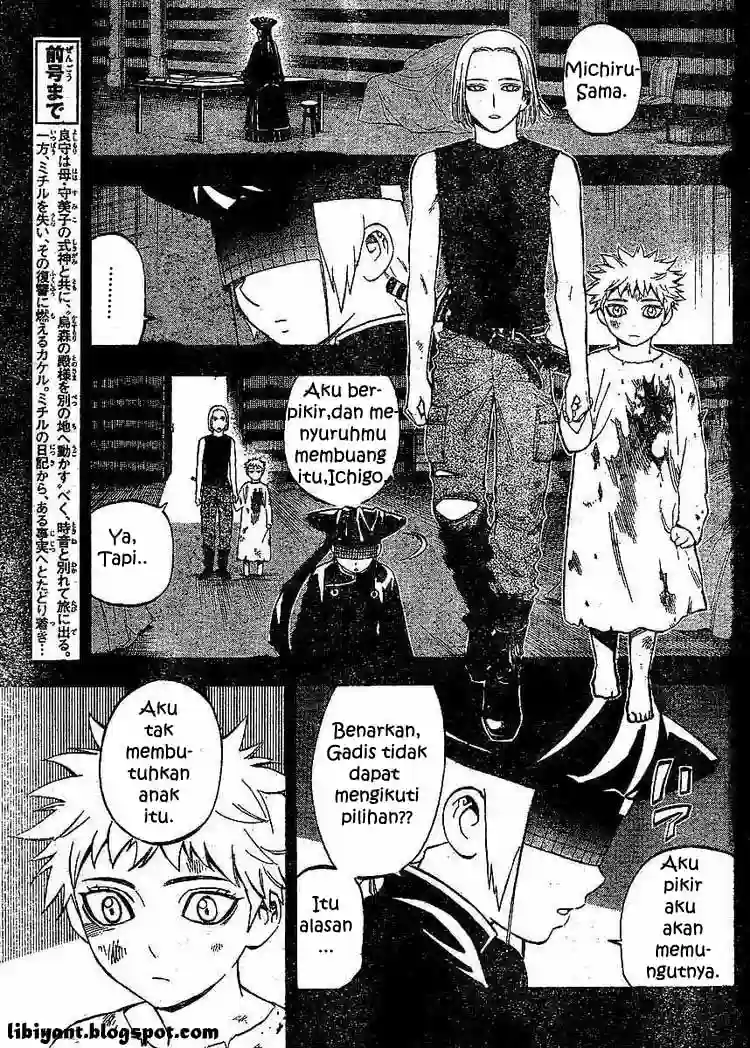 前号まで
良守は母・守美子の式神と共に、“烏森の殿様を別の地へ動かす”べく、時音と別れて旅に出る。
一方、ミチルを失い、その復讐に燃えるカケル。ミチルの日記から、ある事実へとたどり着き…
Michiru-
Sama.
.........
Aku ber-
pikir,dan me-
nyuruhmu
membuang
itu,Ichigo
Ya,
Tapi..
Benarkan,
Gadis tidak
dapat
mengikuti
pilihan??
Itu
alasan
...
Aku
pikir
aku
akan
memu-
ngutnya.
Aku
tak
membu-
tuhkan
anak
itu.
libiyant.blogspot.com